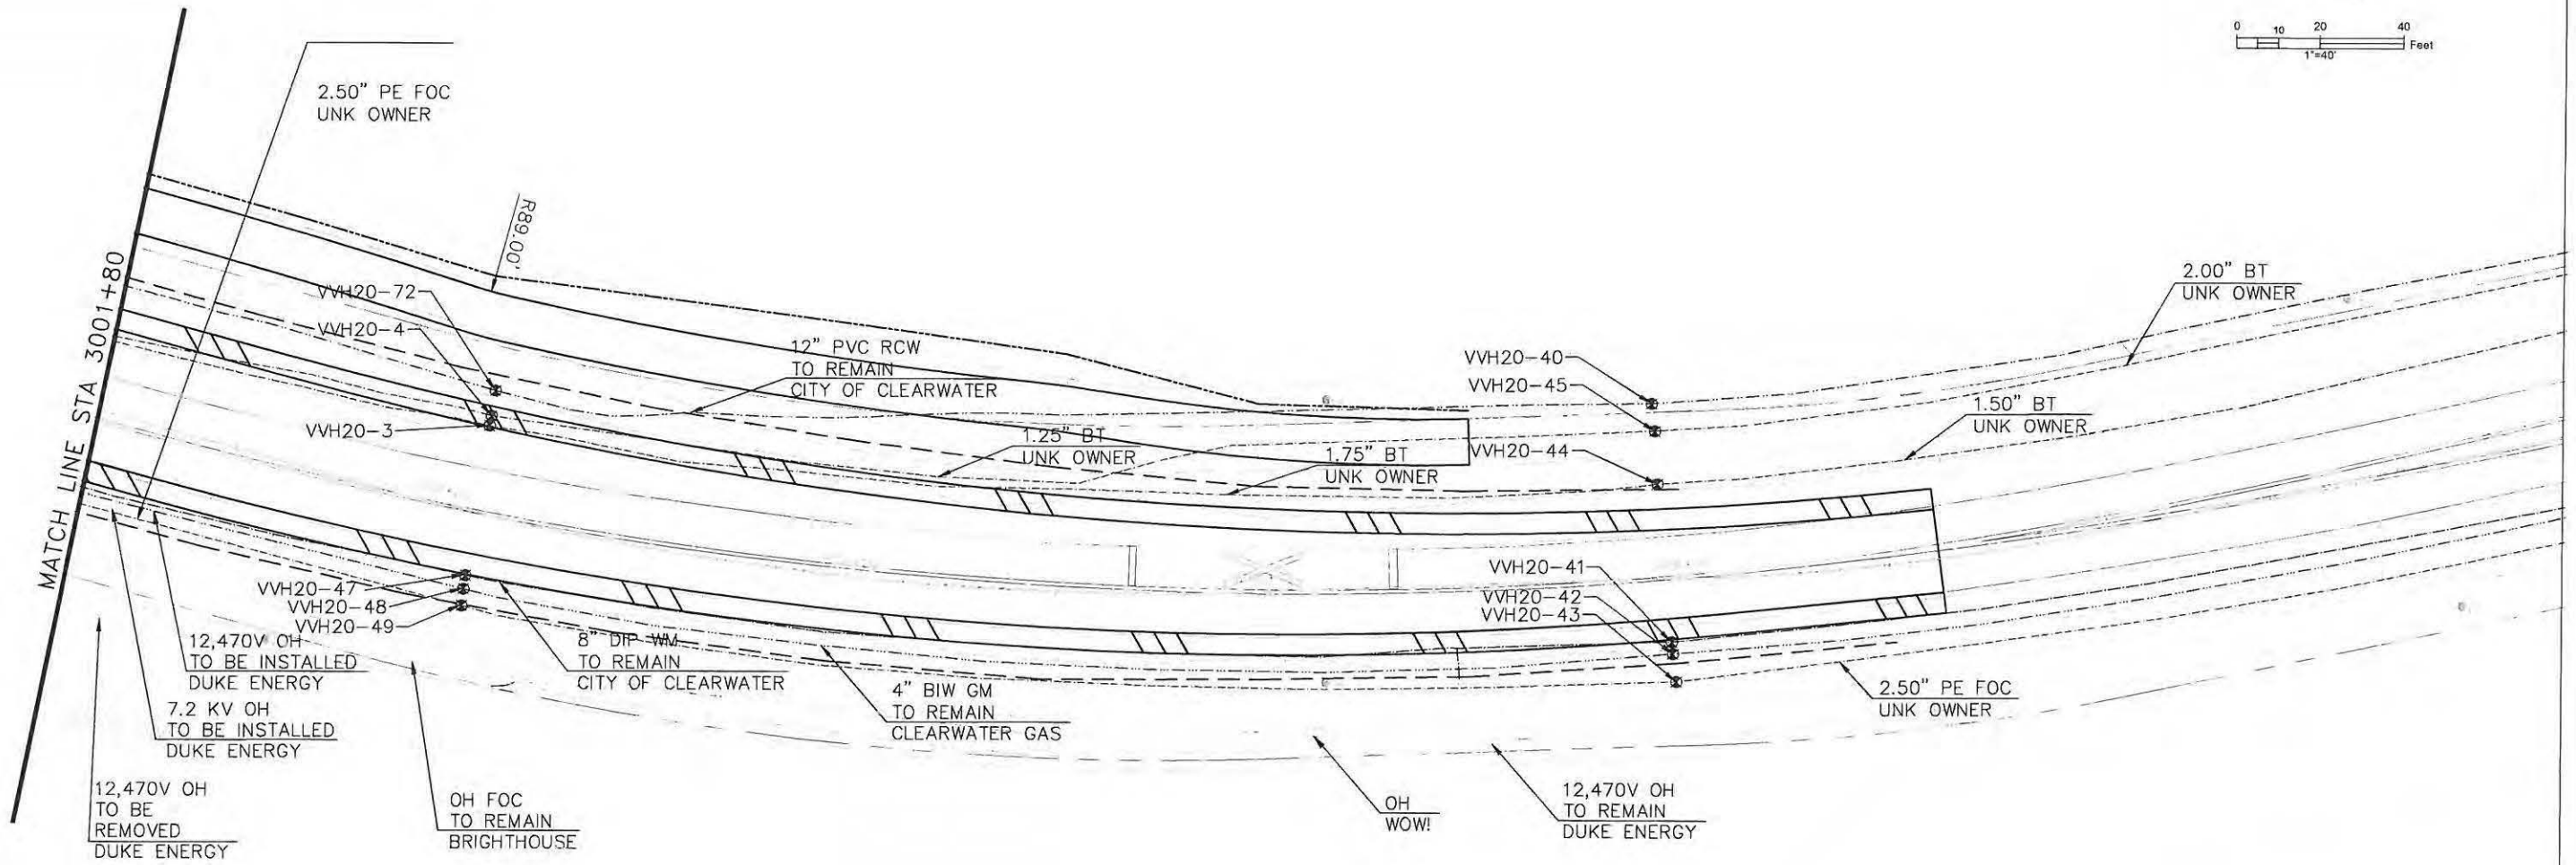 0 10 20 40
Feet
1"=40'
2.50" PE FOC
UNK OWNER
R89.00'
MATCH LINE STA 3001+80
VVH20-72
VVH20-4
VVH20-3
12" PVC RCW
TO REMAIN
CITY OF CLEARWATER
1.25" BT
UNK OWNER
1.75" BT
UNK OWNER
VVH20-40
VVH20-45
VVH20-44
2.00" BT
UNK OWNER
1.50" BT
UNK OWNER
VVH20-47
VVH20-48
VVH20-49
VVH20-41
VVH20-42
VVH20-43
12,470V OH
TO BE INSTALLED
DUKE ENERGY
7.2 KV OH
TO BE INSTALLED
DUKE ENERGY
12,470V OH
TO BE
REMOVED
DUKE ENERGY
8" DIP WM
TO REMAIN
CITY OF CLEARWATER
4" BIW GM
TO REMAIN
CLEARWATER GAS
OH FOC
TO REMAIN
BRIGHTHOUSE
OH
WOW!
12,470V OH
TO REMAIN
DUKE ENERGY
2.50" PE FOC
UNK OWNER